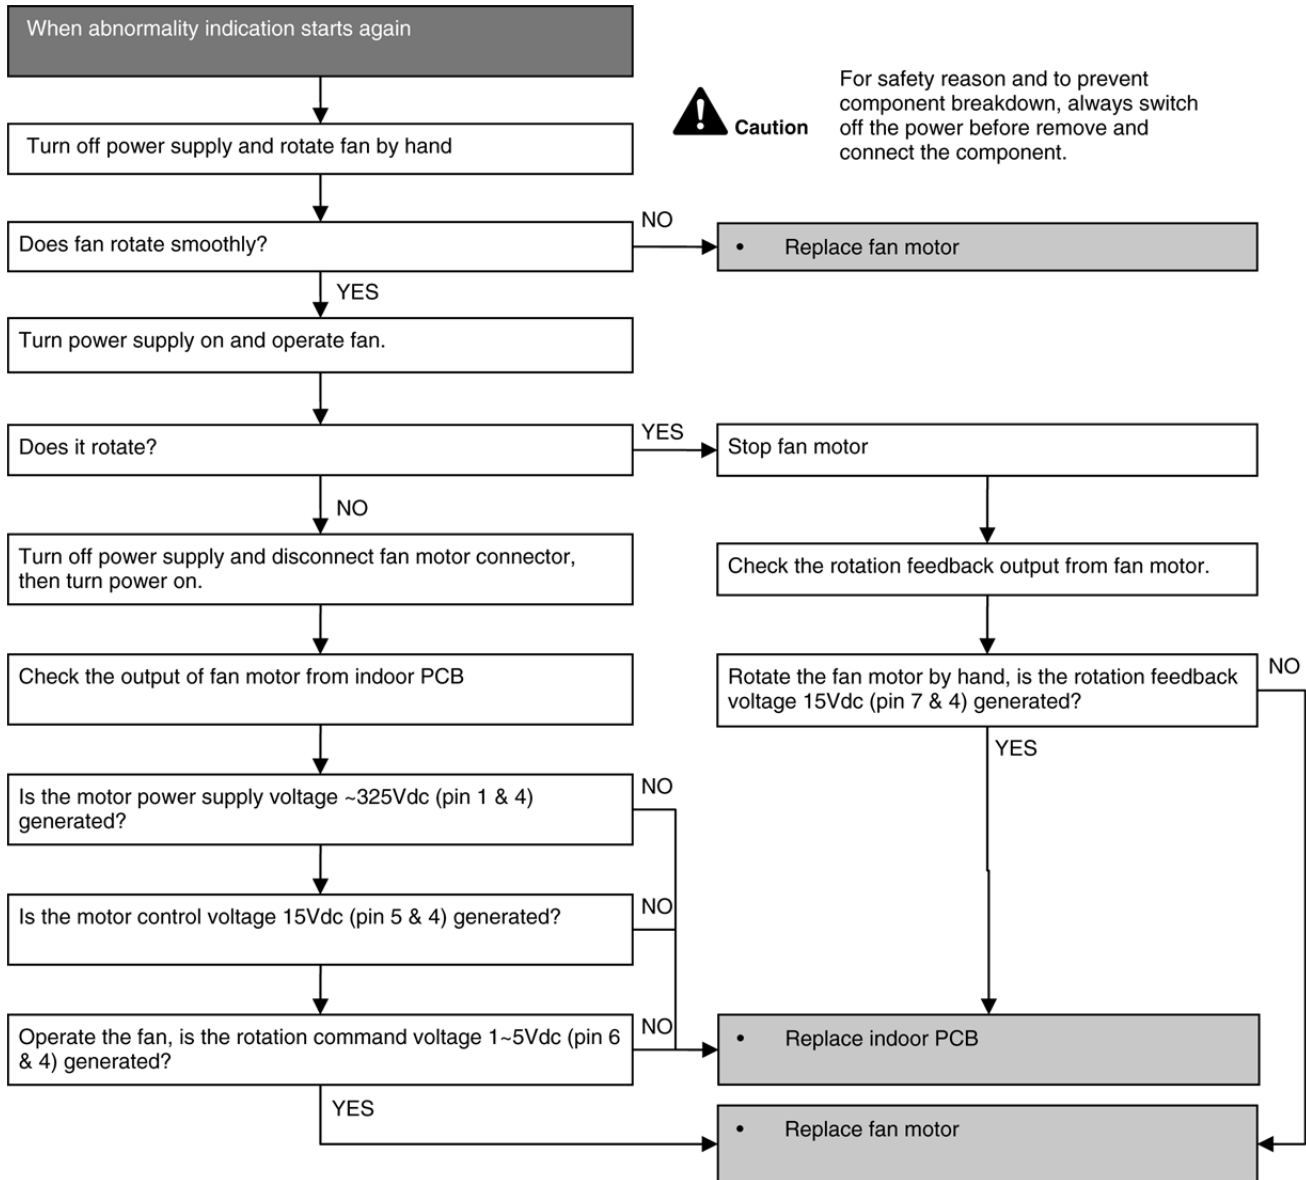 When abnormality indication starts again
Caution
For safety reason and to prevent
component breakdown, always switch
off the power before remove and
connect the component.
Turn off power supply and rotate fan by hand
Does fan rotate smoothly?
NO
• Replace fan motor
YES
Turn power supply on and operate fan.
Does it rotate?
YES
Stop fan motor
NO
Turn off power supply and disconnect fan motor connector,
then turn power on.
Check the rotation feedback output from fan motor.
Check the output of fan motor from indoor PCB
Rotate the fan motor by hand, is the rotation feedback
voltage 15Vdc (pin 7 & 4) generated?
NO
YES
Is the motor power supply voltage ~325Vdc (pin 1 & 4)
generated?
NO
Is the motor control voltage 15Vdc (pin 5 & 4) generated?
NO
Operate the fan, is the rotation command voltage 1~5Vdc (pin 6
& 4) generated?
NO
• Replace indoor PCB
YES
• Replace fan motor